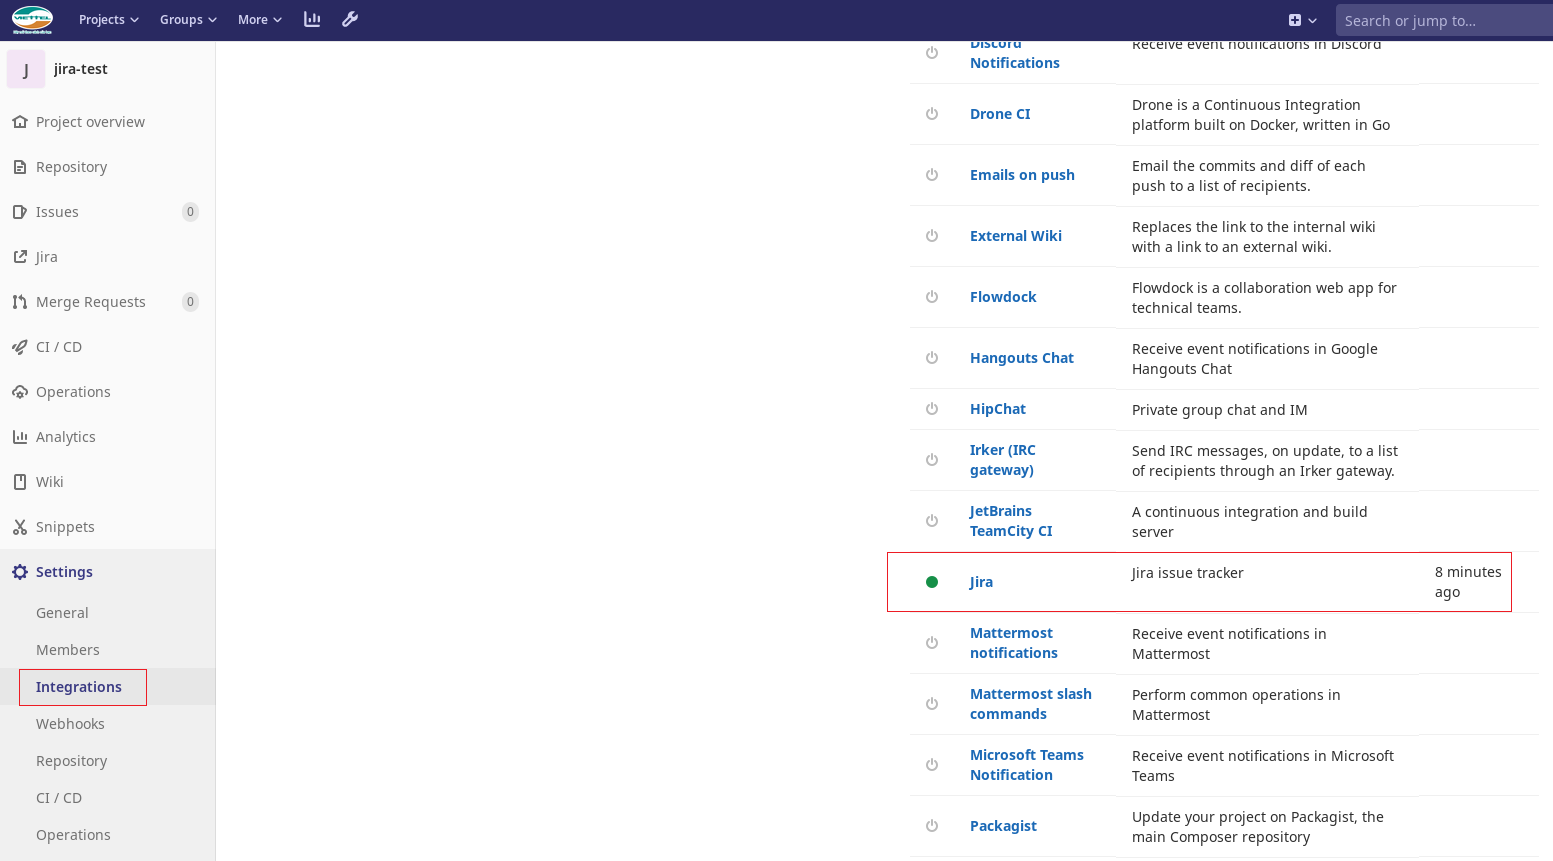 VIETTEL
Projects
Groups
More
Search or jump to...
J
jira-test
Project overview
Repository
Issues
0
Jira
Merge Requests
0
CI / CD
Operations
Analytics
Wiki
Snippets
Settings
General
Members
Integrations
Webhooks
Repository
CI / CD
Operations
Discord
Notifications
Receive event notifications in Discord
Drone CI
Drone is a Continuous Integration
platform built on Docker, written in Go
Emails on push
Email the commits and diff of each
push to a list of recipients.
External Wiki
Replaces the link to the internal wiki
with a link to an external wiki.
Flowdock
Flowdock is a collaboration web app for
technical teams.
Hangouts Chat
Receive event notifications in Google
Hangouts Chat
HipChat
Private group chat and IM
Irker (IRC
gateway)
Send IRC messages, on update, to a list
of recipients through an Irker gateway.
JetBrains
TeamCity CI
A continuous integration and build
server
Jira
Jira issue tracker
8 minutes
ago
Mattermost
notifications
Receive event notifications in
Mattermost
Mattermost slash
commands
Perform common operations in
Mattermost
Microsoft Teams
Notification
Receive event notifications in Microsoft
Teams
Packagist
Update your project on Packagist, the
main Composer repository